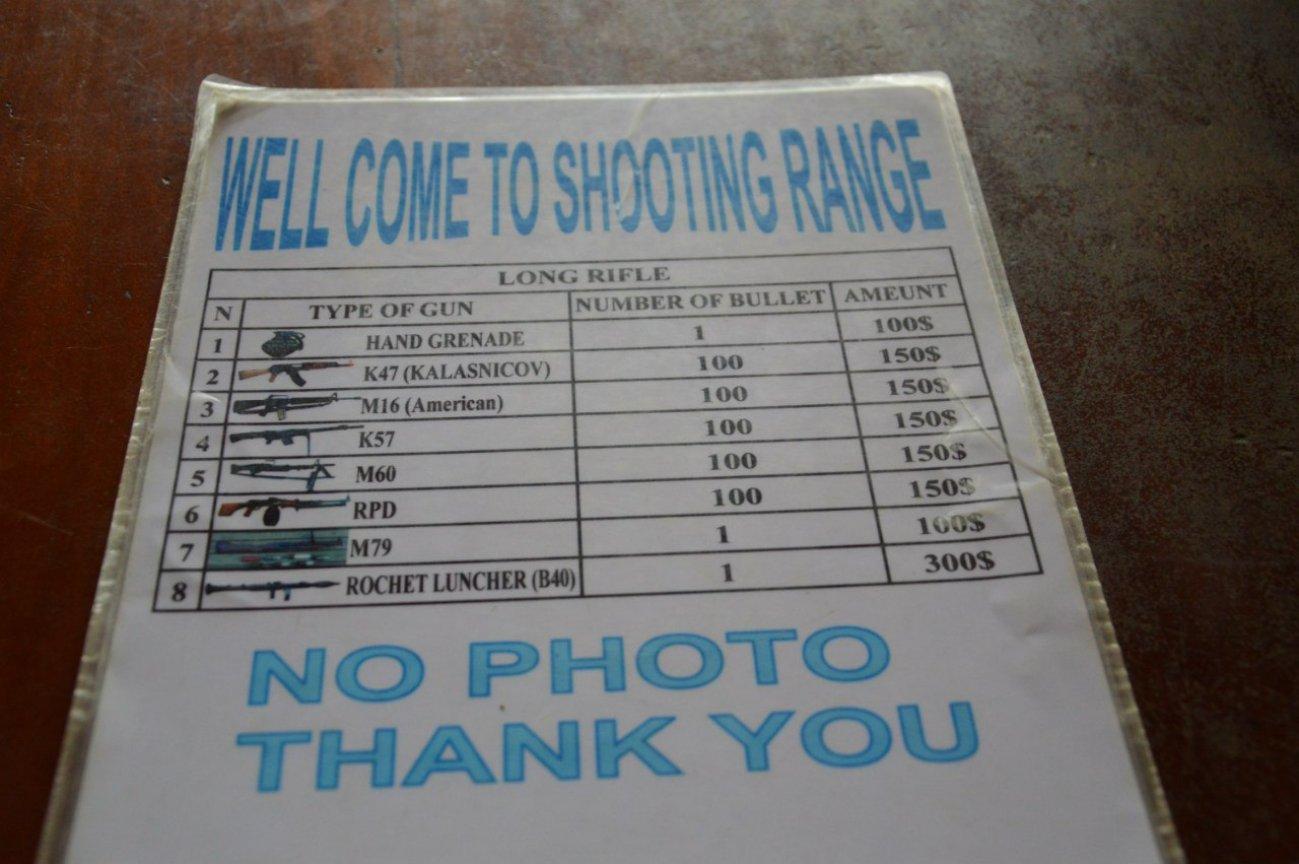 WELL COME TO SHOOTING RANGE
LONG RIFLE
N TYPE OF GUN NUMBER OF BULLET AMEUNT
1 HAND GRENADE 1 100$
2 K47 (KALASNICOV) 100 150$
3 M16 (American) 100 150$
4 K57 100 150$
5 M60 100 150$
6 RPD 100 150$
7 M79 1 100$
8 ROCHET LUNCHER (B40) 1 300$
NO PHOTO
THANK YOU